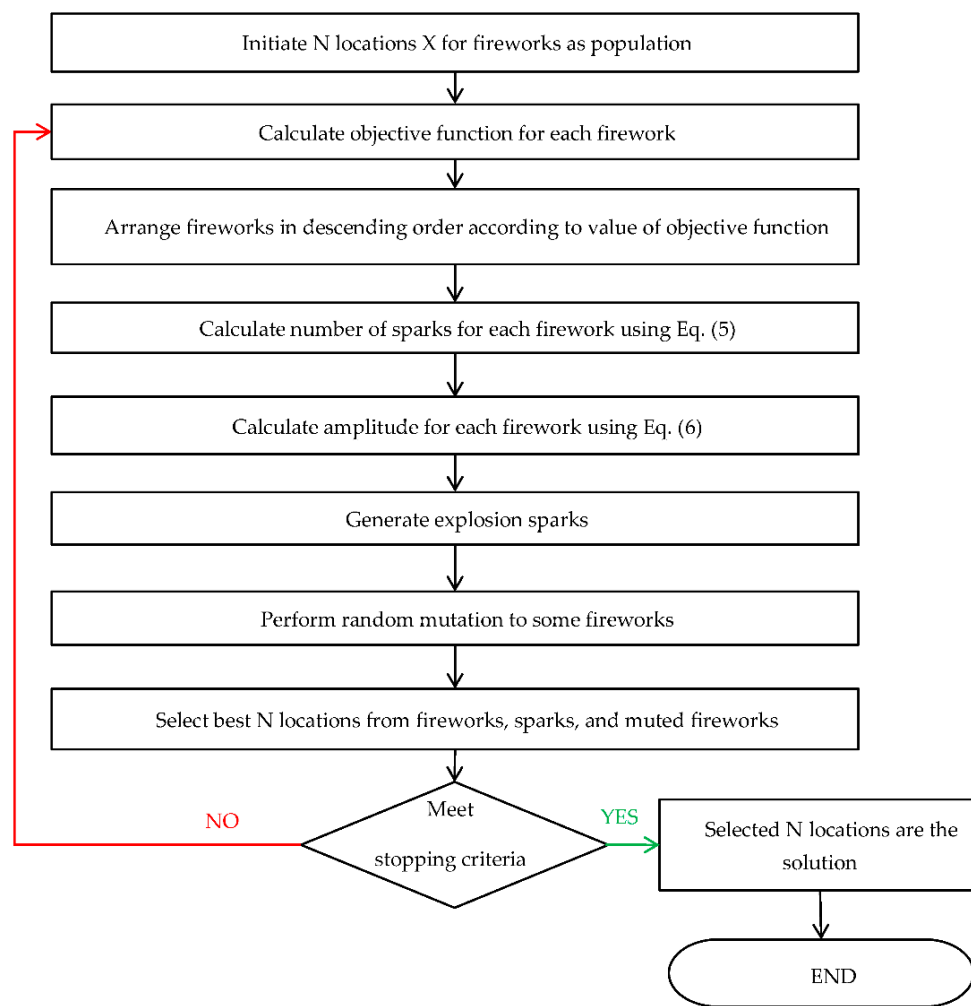 Initiate N locations X for fireworks as population
Calculate objective function for each firework
Arrange fireworks in descending order according to value of objective function
Calculate number of sparks for each firework using Eq. (5)
Calculate amplitude for each firework using Eq. (6)
Generate explosion sparks
Perform random mutation to some fireworks
Select best N locations from fireworks, sparks, and muted fireworks
Meet
stopping criteria
NO
YES
Selected N locations are the
solution
END